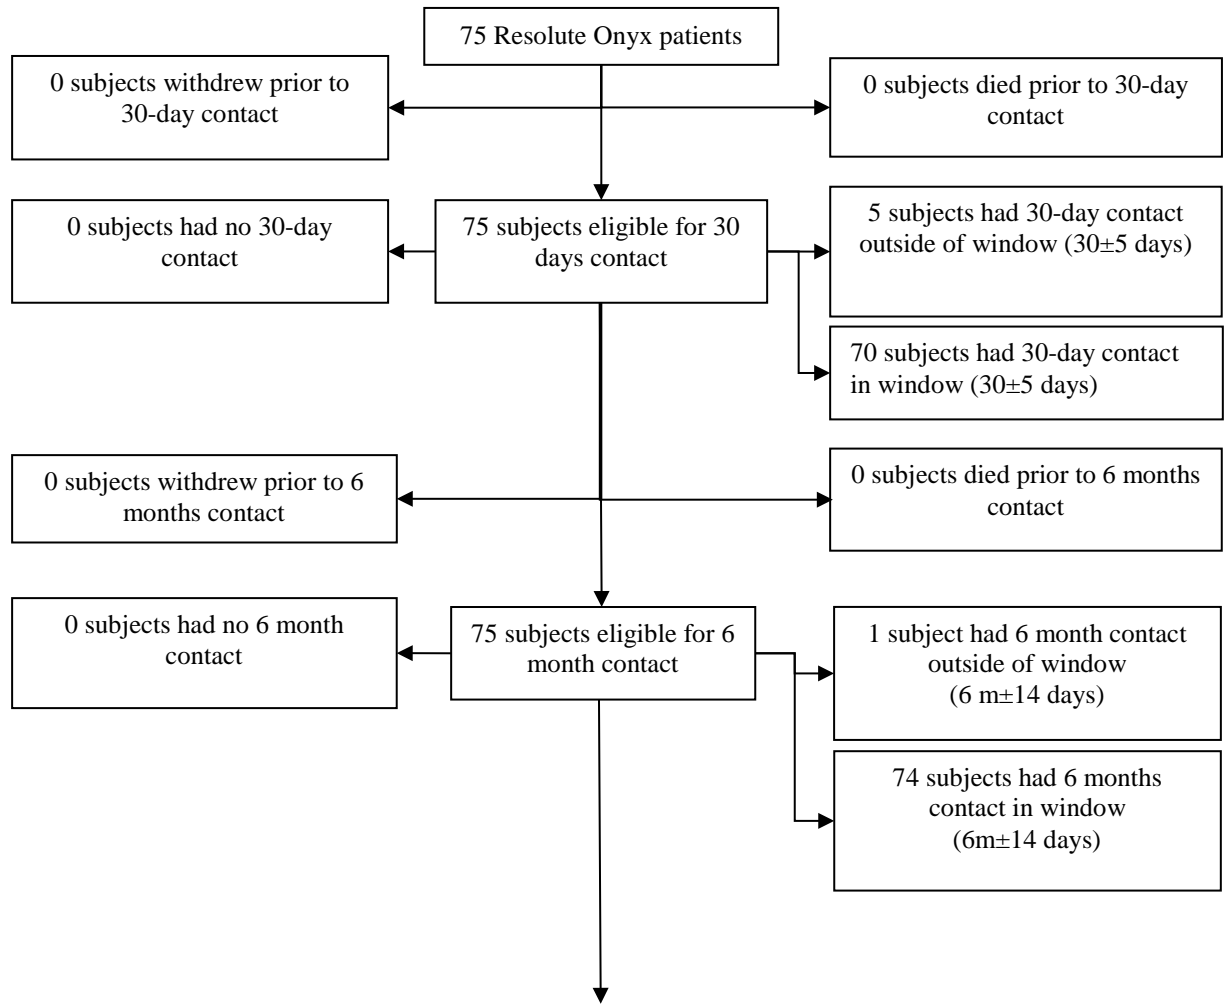 75 Resolute Onyx patients
0 subjects withdrew prior to
30-day contact
0 subjects died prior to 30-day
contact
0 subjects had no 30-day
contact
75 subjects eligible for 30
days contact
5 subjects had 30-day contact
outside of window (30±5 days)
70 subjects had 30-day contact
in window (30±5 days)
0 subjects withdrew prior to 6
months contact
0 subjects died prior to 6 months
contact
0 subjects had no 6 month
contact
75 subjects eligible for 6
month contact
1 subject had 6 month contact
outside of window
(6 m±14 days)
74 subjects had 6 months
contact in window
(6m±14 days)